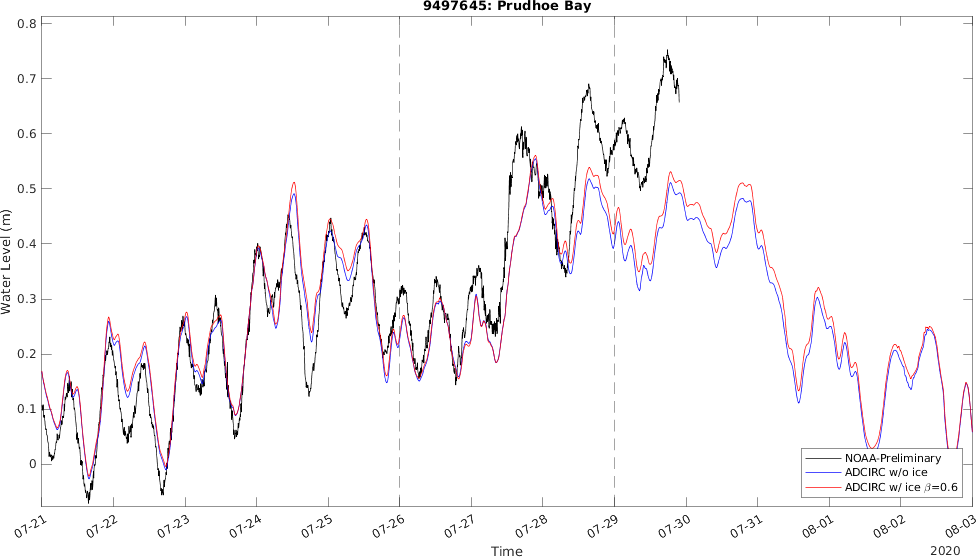 9497645: Prudhoe Bay
0.8
0.7
0.6
0.5
0.4
0.3
0.2
0.1
0
Water Level (m)
NOAA-Preliminary
ADCIRC w/o ice
ADCIRC w/ ice β=0.6
07-21 07-22 07-23 07-24 07-25 07-26 07-27 07-28 07-29 07-30 07-31 08-01 08-02 08-03
Time
2020